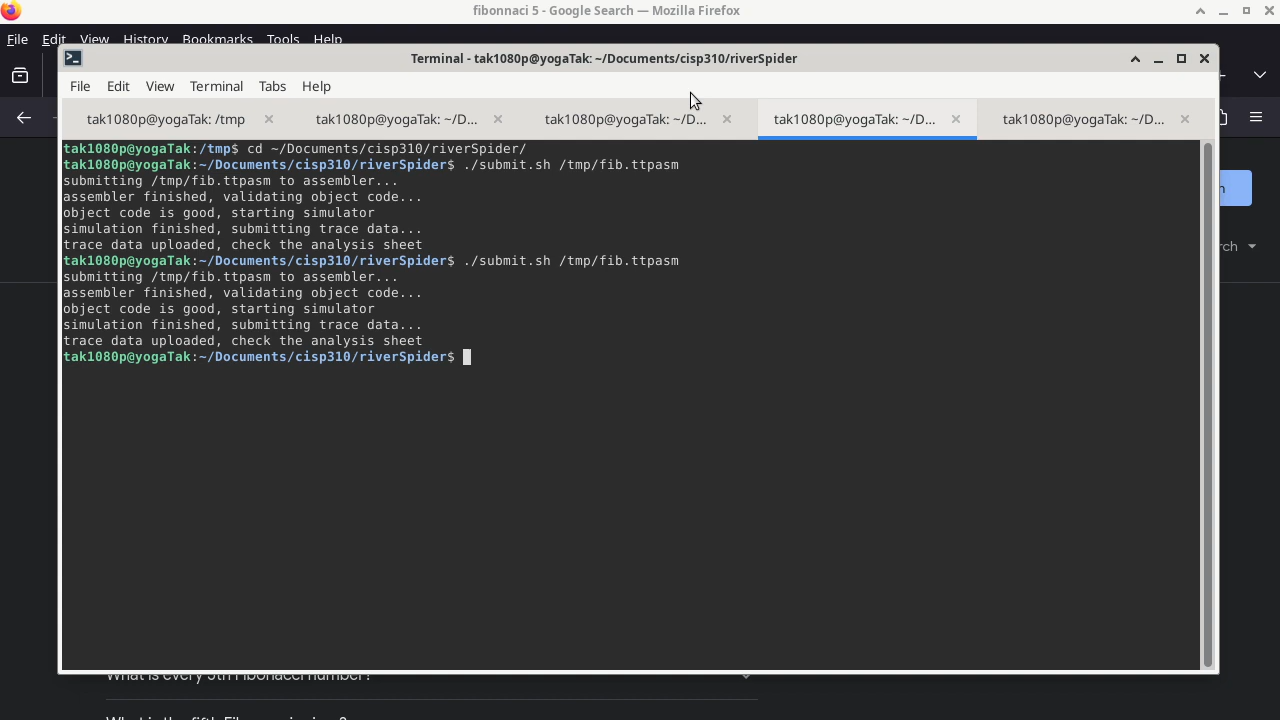 fibonnaci 5 - Google Search — Mozilla Firefox
File Edit View History Bookmarks Tools Help
Terminal - tak1080p@yogaTak: ~/Documents/cisp310/riverSpider
File Edit View Terminal Tabs Help
tak1080p@yogaTak: /tmp tak1080p@yogaTak: ~/D... tak1080p@yogaTak: ~/D... tak1080p@yogaTak: ~/D... tak1080p@yogaTak: ~/D...
tak1080p@yogaTak:/tmp$ cd ~/Documents/cisp310/riverSpider/
tak1080p@yogaTak:~/Documents/cisp310/riverSpider$ ./submit.sh /tmp/fib.ttpasm
submitting /tmp/fib.ttpasm to assembler...
assembler finished, validating object code...
object code is good, starting simulator
simulation finished, submitting trace data...
trace data uploaded, check the analysis sheet
tak1080p@yogaTak:~/Documents/cisp310/riverSpider$ ./submit.sh /tmp/fib.ttpasm
submitting /tmp/fib.ttpasm to assembler...
assembler finished, validating object code...
object code is good, starting simulator
simulation finished, submitting trace data...
trace data uploaded, check the analysis sheet
tak1080p@yogaTak:~/Documents/cisp310/riverSpider$
What is every 5th Fibonacci number?